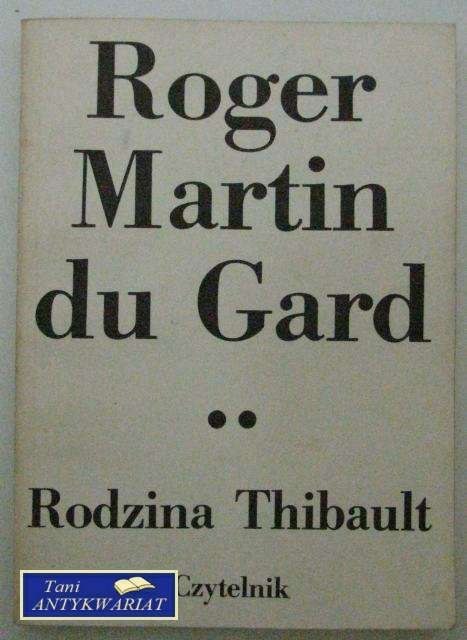 Roger
Martin
du Gard
••
Rodzina Thibault
Czytelnik
Tani
ANTYKWARIAT